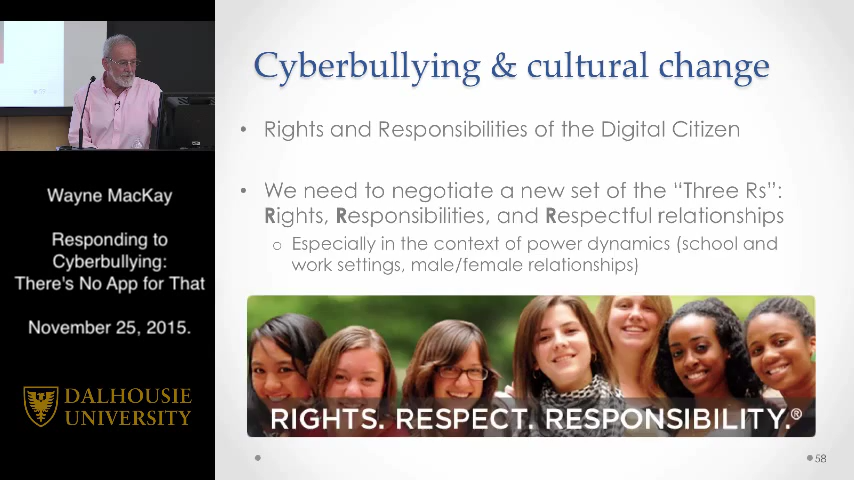 Wayne MacKay
Responding to
Cyberbullying:
There's No App for That
November 25, 2015.
DALHOUSIE
UNIVERSITY
Cyberbullying & cultural change
• Rights and Responsibilities of the Digital Citizen
• We need to negotiate a new set of the “Three Rs”:
Rights, Responsibilities, and Respectful relationships
o Especially in the context of power dynamics (school and
work settings, male/female relationships)
RIGHTS. RESPECT. RESPONSIBILITY.®
58